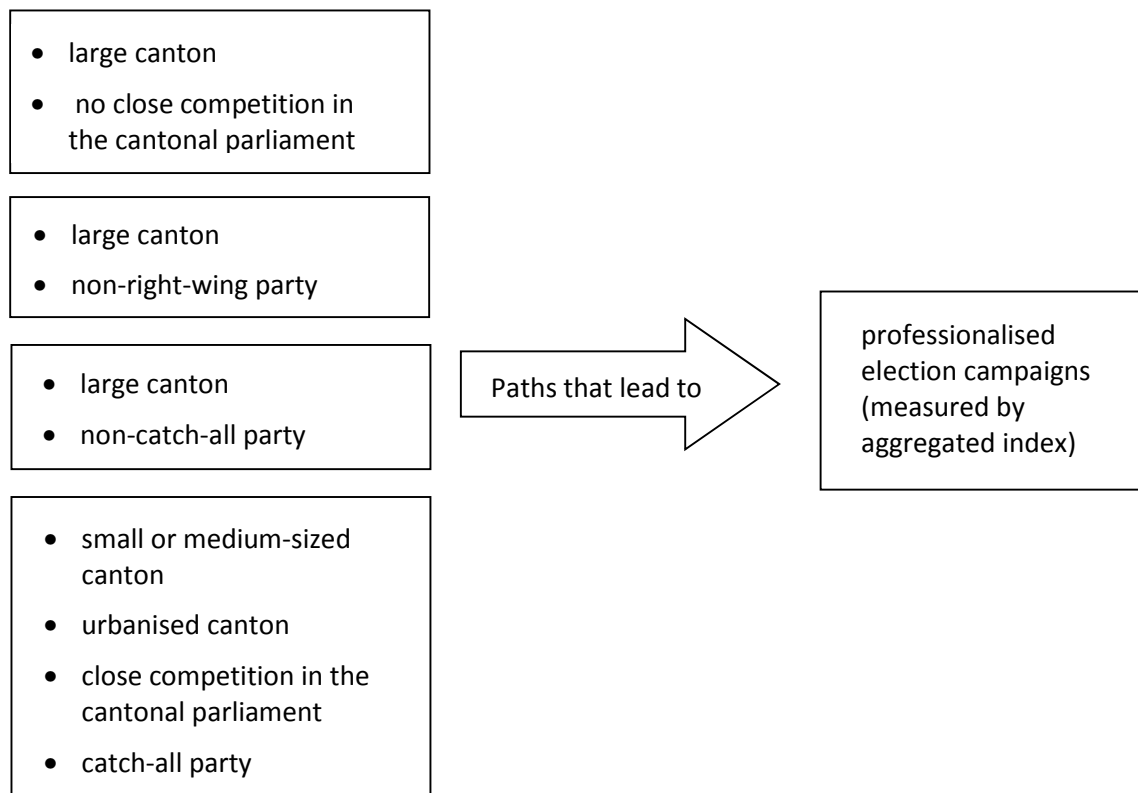 • large canton
• no close competition in
the cantonal parliament
• large canton
• non-right-wing party
• large canton
• non-catch-all party
• small or medium-sized
canton
• urbanised canton
• close competition in the
cantonal parliament
• catch-all party
Paths that lead to
professionalised
election campaigns
(measured by
aggregated index)